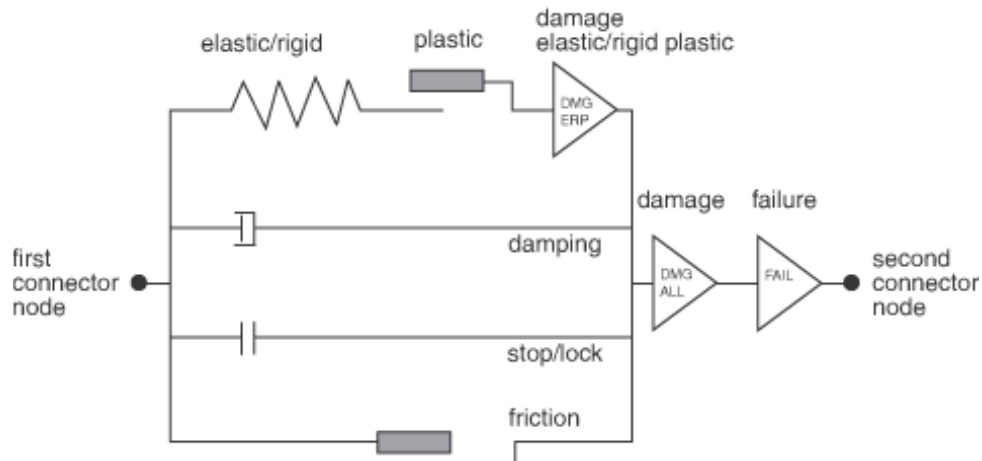 damage
elastic/rigid
plastic
elastic/rigid plastic
DMG
ERP
damage
failure
damping
first
connector
node
DMG
ALL
FAIL
second
connector
node
stop/lock
friction